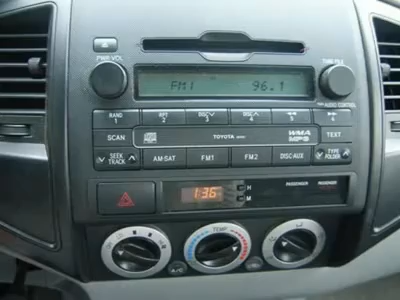 PWR·VOL
TUNE·FILE
FM1 96.1
AUDIO CONTROL
RAND RPT DISC∨ DISC∧
1 2 3 4 5 6
SCAN TOYOTA WMA MP3 TEXT
SEEK TRACK AM·SAT FM1 FM2 DISC/AUX TYPE FOLDER
1:36 H PASSENGER
M
TEMP